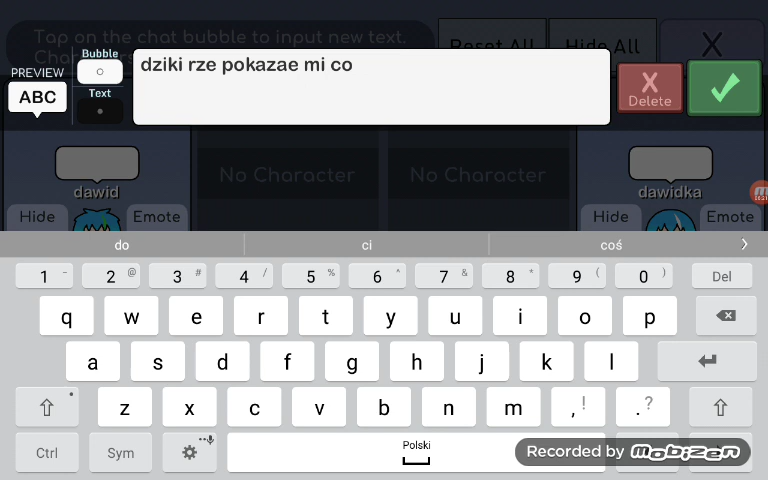 Tap on the chat bubble to input new text.
Reset All
Hide All
X
PREVIEW
ABC
Bubble
Text
dziki rze pokazae mi co
X
Delete
dawid
No Character
No Character
dawidka
Hide
Emote
Hide
Emote
do
ci
coś
1 - 2 @ 3 # 4 / 5 % 6 ^ 7 & 8 * 9 ( 0 ) Del
q w e r t y u i o p
a s d f g h j k l
z x c v b n m , ! . ?
Ctrl
Sym
Polski
Recorded by mobizen